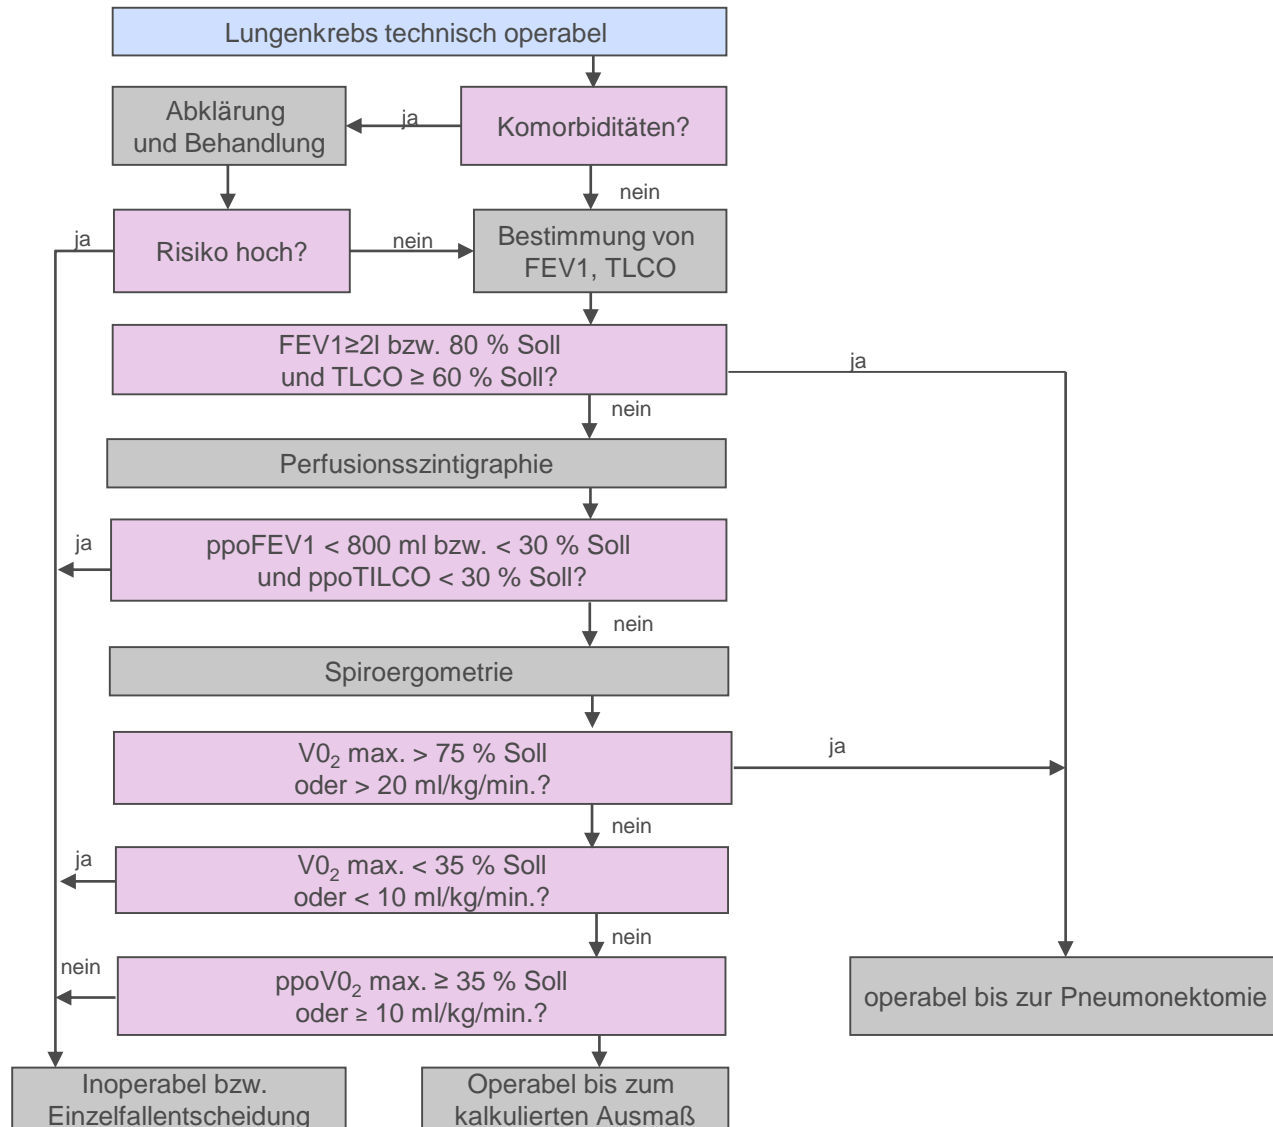 Lungenkrebs technisch operabel
Abklärung
und Behandlung
ja
Komorbiditäten?
nein
ja
Risiko hoch?
nein
Bestimmung von
FEV1, TLCO
FEV1≥2l bzw. 80 % Soll
und TLCO ≥ 60 % Soll?
ja
nein
Perfusionsszintigraphie
ja
ppoFEV1 < 800 ml bzw. < 30 % Soll
und ppoTILCO < 30 % Soll?
nein
Spiroergometrie
V0₂ max. > 75 % Soll
oder > 20 ml/kg/min.?
ja
nein
ja
V0₂ max. < 35 % Soll
oder < 10 ml/kg/min.?
nein
nein
ppoV0₂ max. ≥ 35 % Soll
oder ≥ 10 ml/kg/min.?
operabel bis zur Pneumonektomie
Inoperabel bzw.
Einzelfallentscheidung
Operabel bis zum
kalkulierten Ausmaß